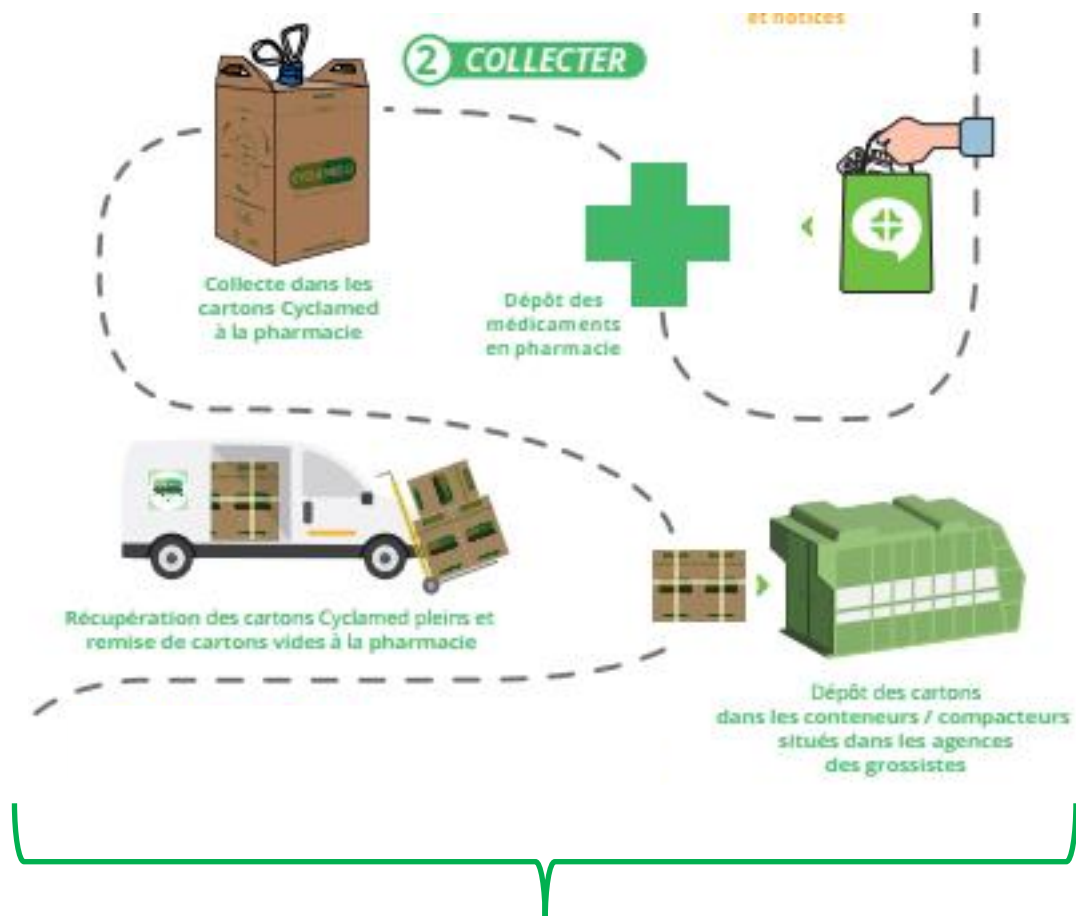 et notices
2 COLLECTER
CYCLAMED
Collecte dans les
cartons Cyclamed
à la pharmacie
Dépôt des
médicaments
en pharmacie
Récupération des cartons Cyclamed pleins et
remise de cartons vides à la pharmacie
Dépôt des cartons
dans les conteneurs / compacteurs
situés dans les agences
des grossistes